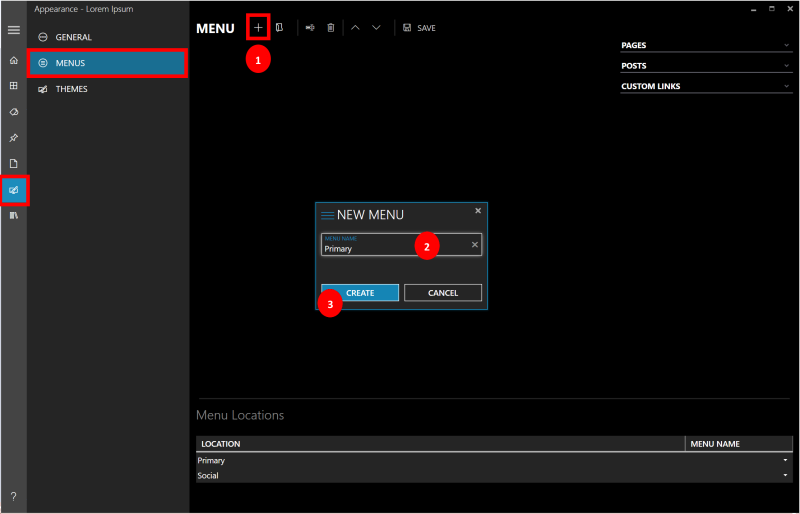 Appearance - Lorem Ipsum
GENERAL
MENUS
THEMES
MENU
SAVE
1
PAGES
POSTS
CUSTOM LINKS
NEW MENU
MENU NAME
Primary
2
CREATE
CANCEL
3
Menu Locations
LOCATION MENU NAME
Primary
Social
?